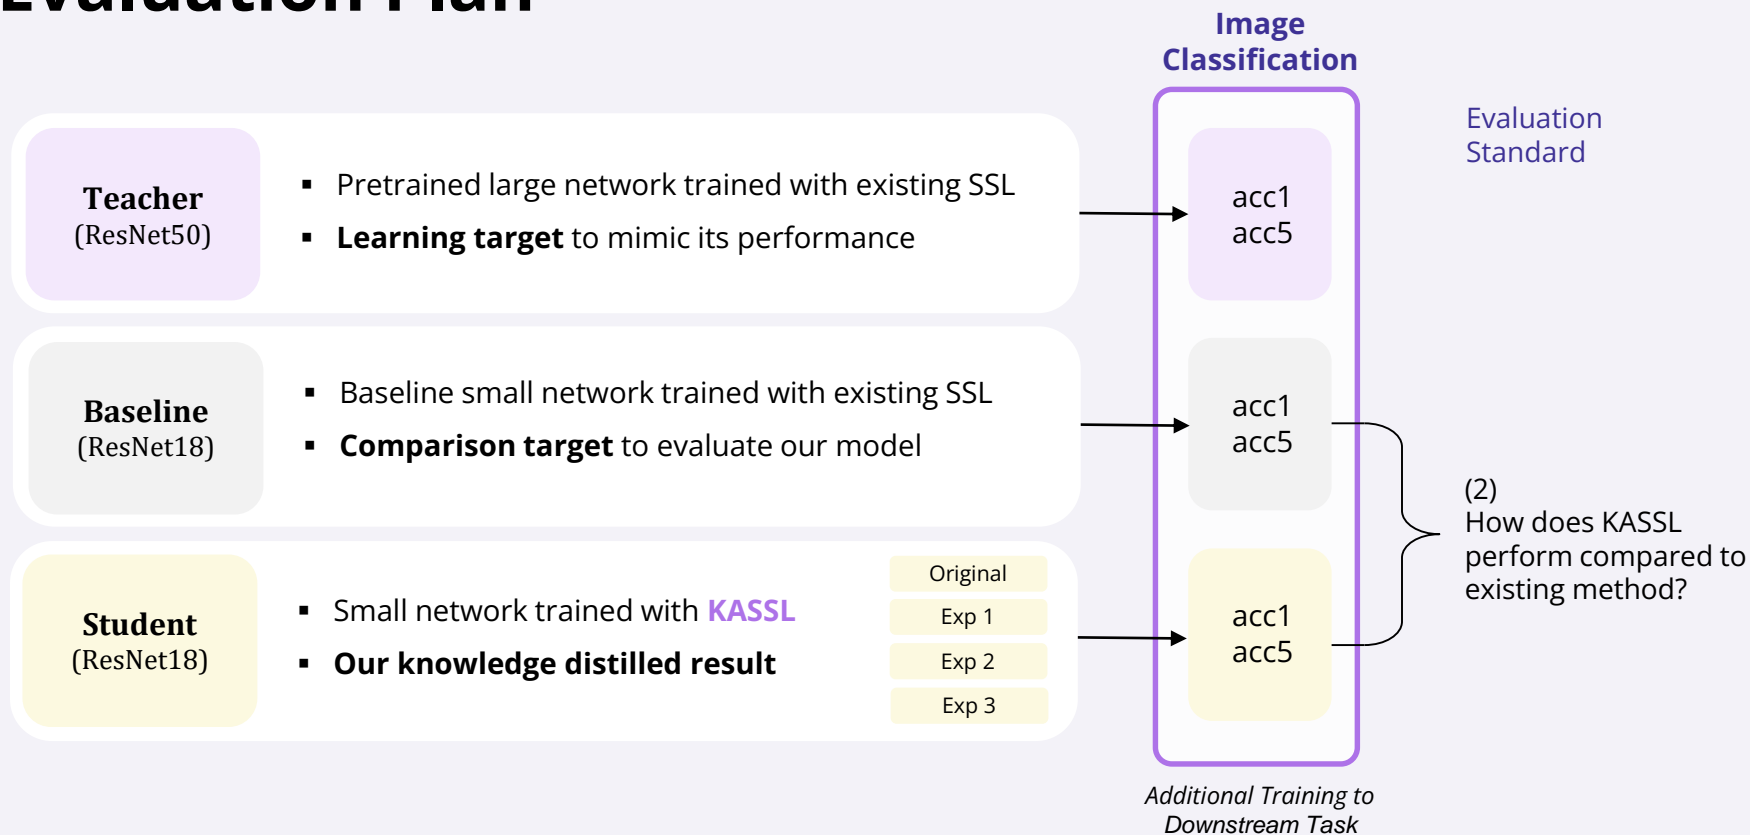 Evaluation Plan
Image
Classification
Evaluation
Standard
Teacher
(ResNet50)
▪ Pretrained large network trained with existing SSL
▪ Learning target to mimic its performance
acc1
acc5
Baseline
(ResNet18)
▪ Baseline small network trained with existing SSL
▪ Comparison target to evaluate our model
acc1
acc5
(2)
How does KASSL
perform compared to
existing method?
Student
(ResNet18)
▪ Small network trained with KASSL
▪ Our knowledge distilled result
Original
Exp 1
Exp 2
Exp 3
acc1
acc5
Additional Training to
Downstream Task